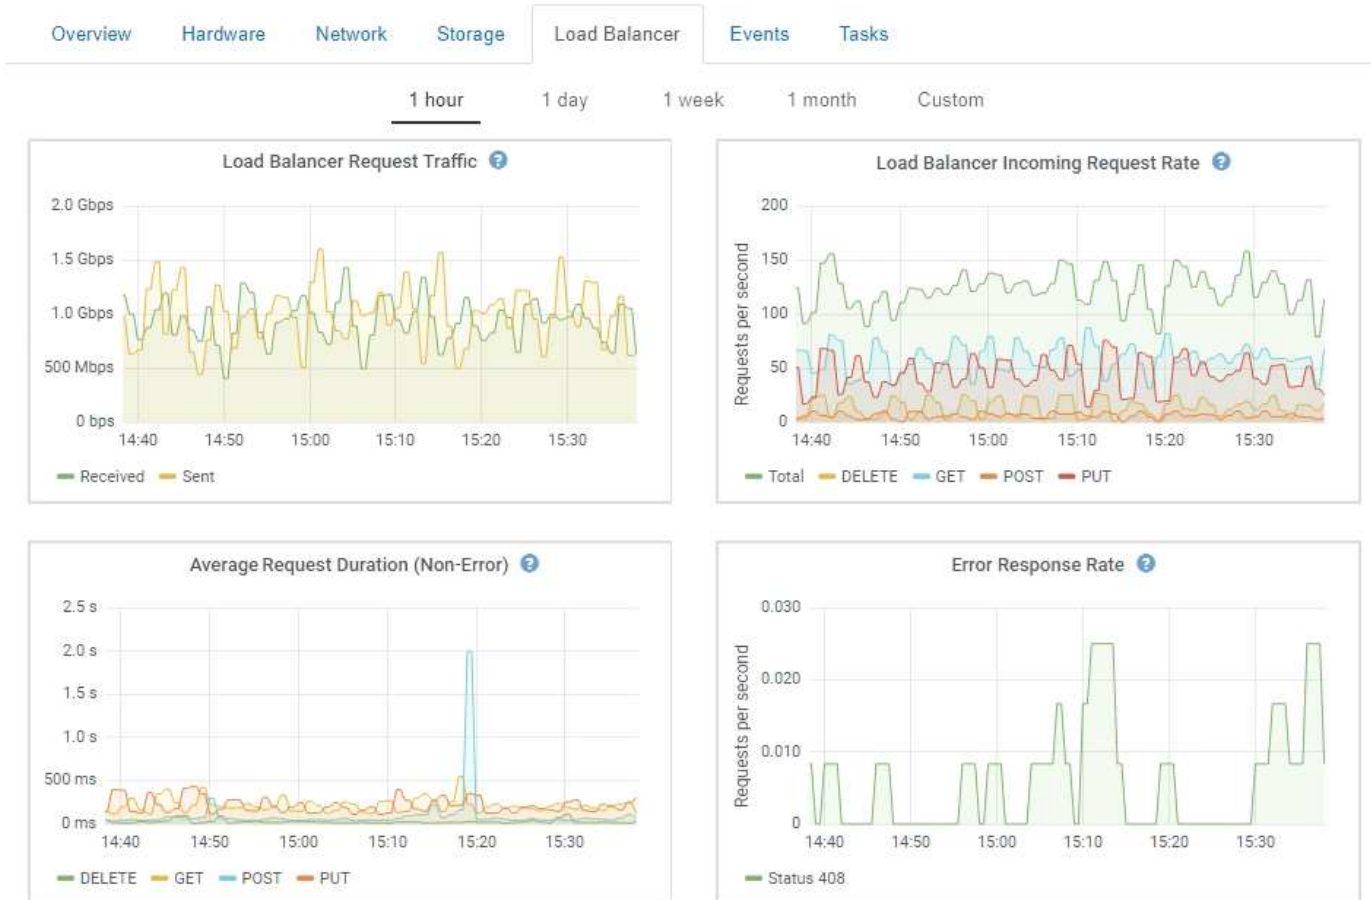 Overview Hardware Network Storage Load Balancer Events Tasks
1 hour 1 day 1 week 1 month Custom
Load Balancer Request Traffic ?
2.0 Gbps
1.5 Gbps
1.0 Gbps
500 Mbps
0 bps
14:40 14:50 15:00 15:10 15:20 15:30
Received Sent
Load Balancer Incoming Request Rate ?
Requests per second
200
150
100
50
0
14:40 14:50 15:00 15:10 15:20 15:30
Total DELETE GET POST PUT
Average Request Duration (Non-Error) ?
2.5 s
2.0 s
1.5 s
1.0 s
500 ms
0 ms
14:40 14:50 15:00 15:10 15:20 15:30
DELETE GET POST PUT
Error Response Rate ?
Requests per second
0.030
0.020
0.010
0
14:40 14:50 15:00 15:10 15:20 15:30
Status 408